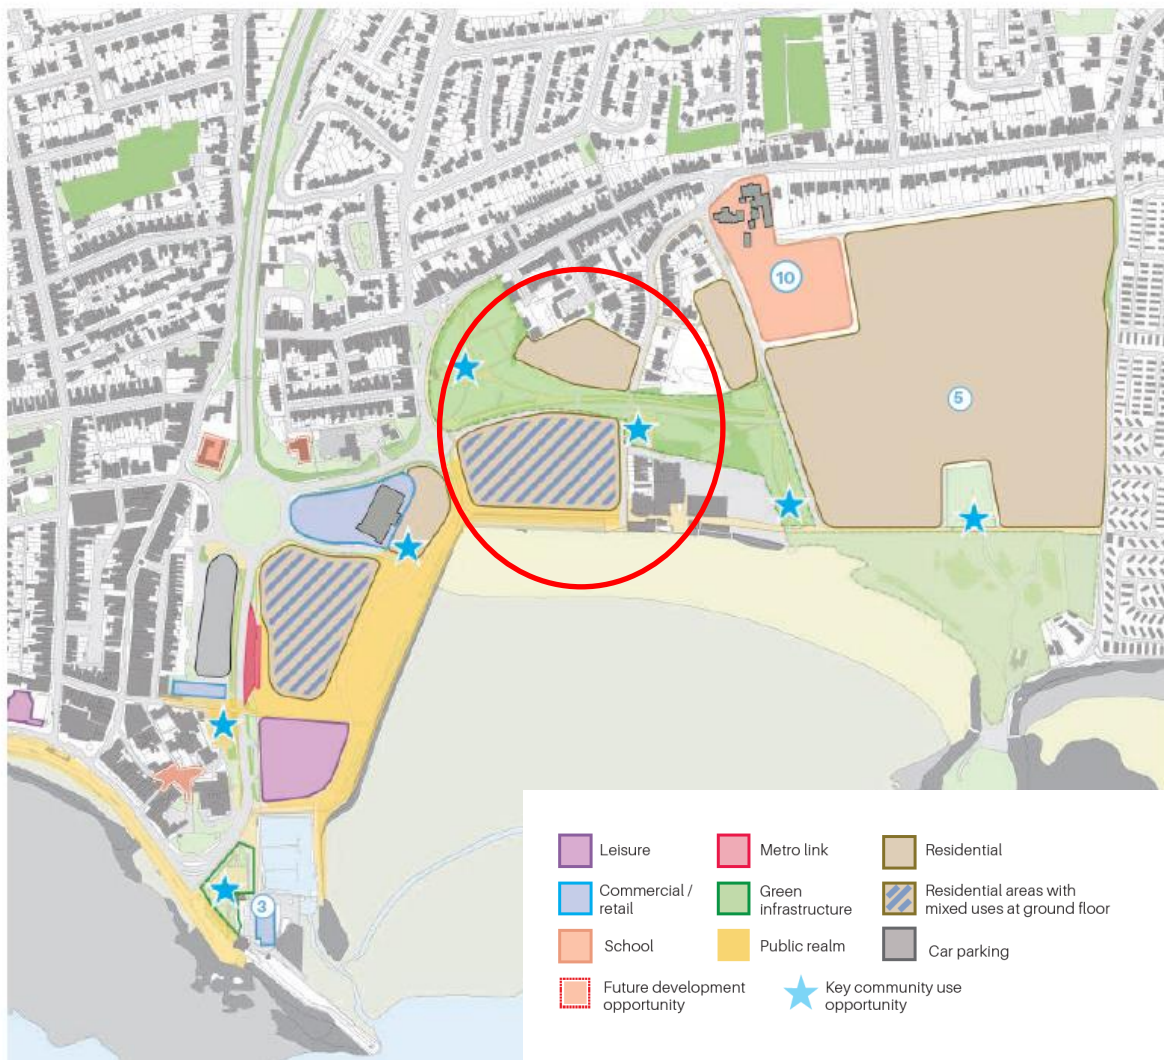 10
5
3
Leisure
Metro link
Residential
Commercial /
retail
Green
infrastructure
Residential areas with
mixed uses at ground floor
School
Public realm
Car parking
Future development
opportunity
Key community use
opportunity